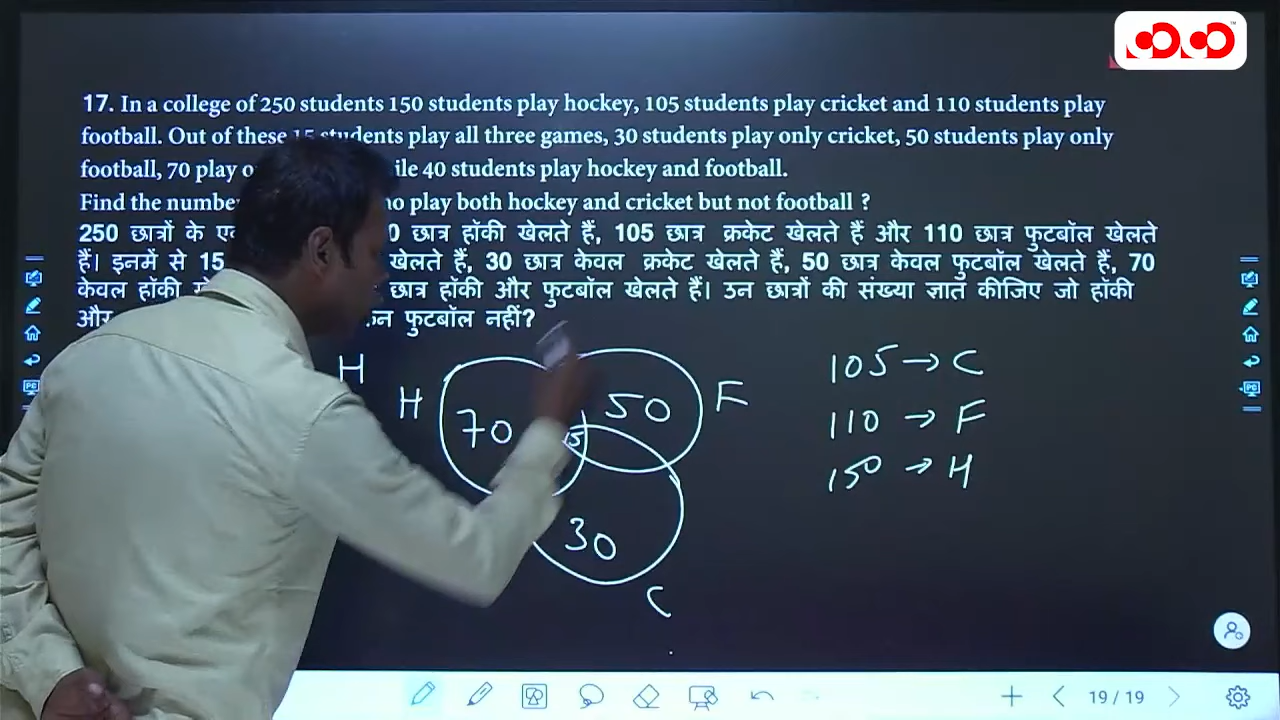 17. In a college of 250 students 150 students play hockey, 105 students play cricket and 110 students play
football. Out of these 15 students play all three games, 30 students play only cricket, 50 students play only
football, 70 play 40 students play hockey and football.
Find the play both hockey and cricket but not football ?
250 छात्रों के छात्र हॉकी खेलते हैं, 105 छात्र क्रकेट खेलते हैं और 110 छात्र फुटबॉल खेलते
हैं। इनमें से 15 खेलते हैं, 30 छात्र केवल क्रकेट खेलते हैं, 50 छात्र केवल फुटबॉल खेलते हैं, 70
केवल हॉकी छात्र हॉकी और फुटबॉल खेलते हैं। उन छात्रों की संख्या ज्ञात कीजिए जो हॉकी
और फुटबॉल नहीं?
H
H 70 50 F
30
C
105 → C
110 → F
150 → H
19 / 19